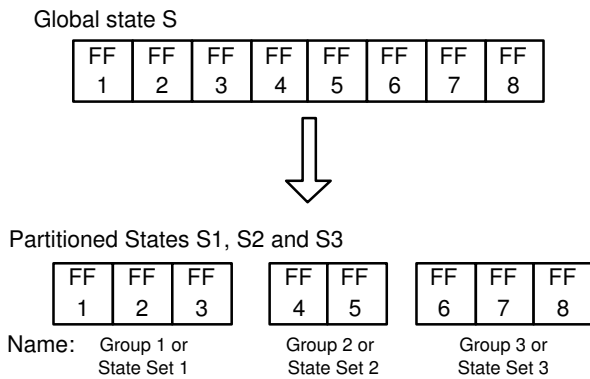 Global state S
FF FF FF FF FF FF FF FF
1 2 3 4 5 6 7 8
Partitioned States S1, S2 and S3
FF FF FF FF FF FF FF FF
1 2 3 4 5 6 7 8
Name: Group 1 or Group 2 or Group 3 or
State Set 1 State Set 2 State Set 3